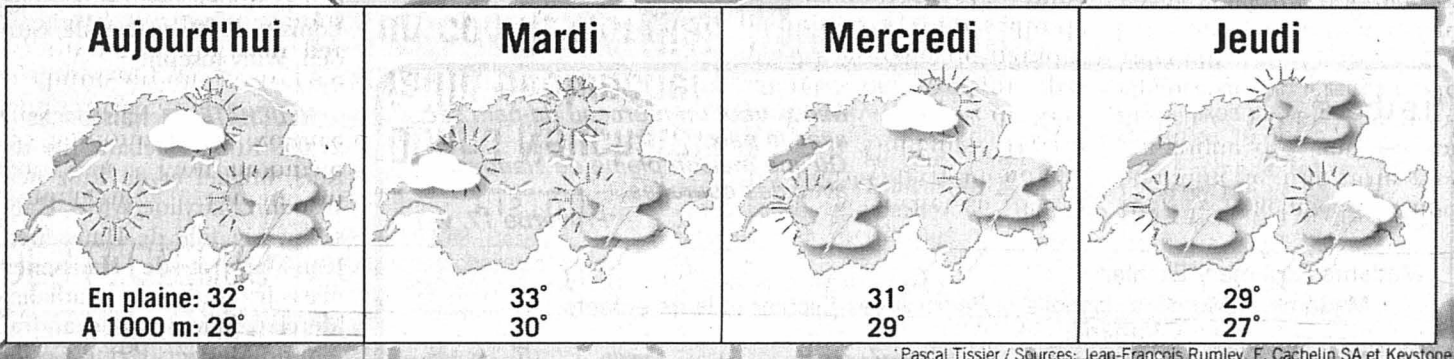 Aujourd'hui
En plaine: 32°
A 1000 m: 29°
Mardi
33°
30°
Mercredi
31°
29°
Jeudi
29°
27°
Pascal Tissier / Sources: Jean-François Rumley, F. Cachelin SA et Keysto